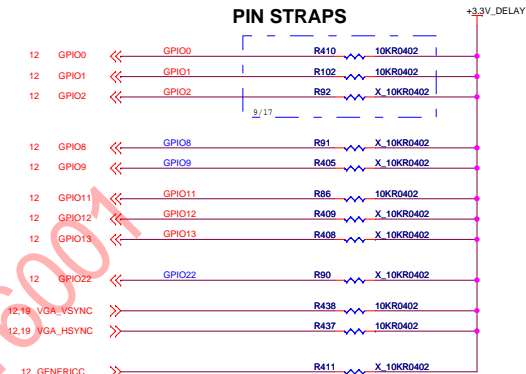 PIN STRAPS
+3.3V_DELAY
12 GPIO0 GPIO0 R410 10KR0402
12 GPIO1 GPIO1 R102 10KR0402
12 GPIO2 GPIO2 R92 X_10KR0402
9/17
12 GPIO8 GPIO8 R91 X_10KR0402
12 GPIO9 GPIO9 R405 X_10KR0402
12 GPIO11 GPIO11 R86 10KR0402
12 GPIO12 GPIO12 R409 X_10KR0402
12 GPIO13 GPIO13 R408 X_10KR0402
12 GPIO22 GPIO22 R90 X_10KR0402
12,19 VGA_VSYNC R438 10KR0402
12,19 VGA_HSYNC R437 10KR0402
12 GENERICC R411 X_10KR0402
6001